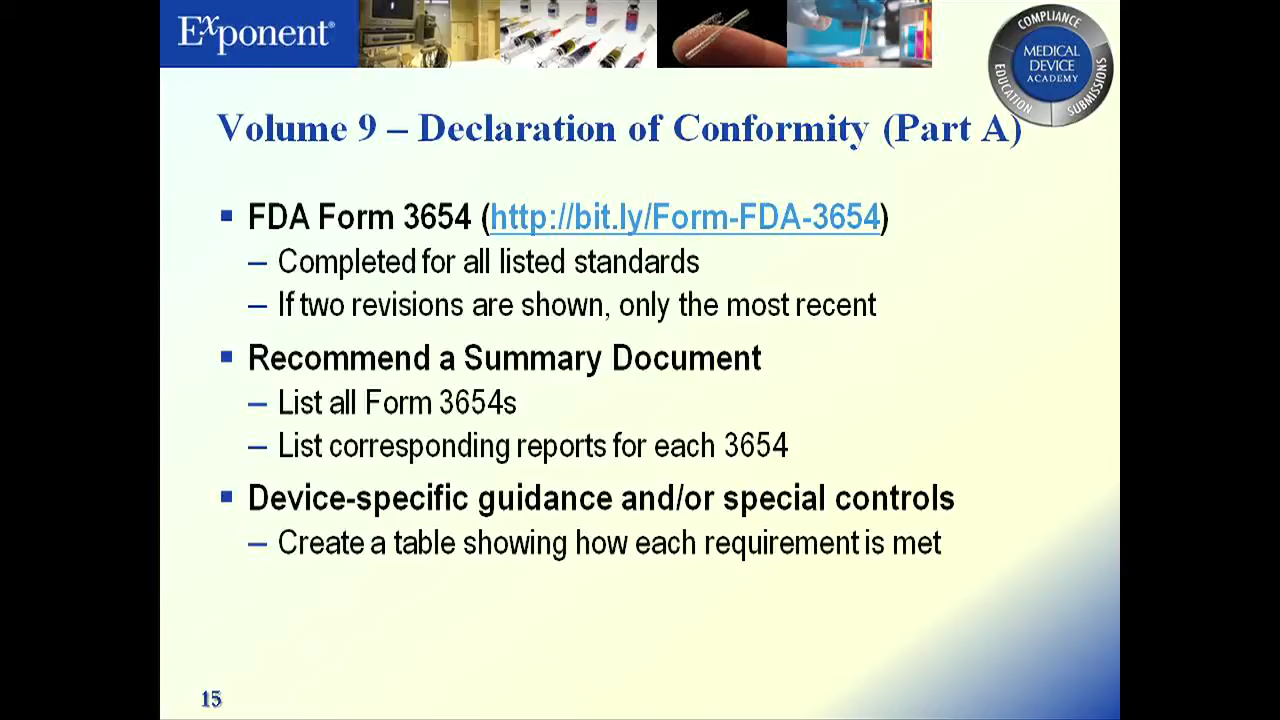 Exponent®
COMPLIANCE
MEDICAL
DEVICE
ACADEMY
EDUCATION
SUBMISSIONS
Volume 9 – Declaration of Conformity (Part A)
▪ FDA Form 3654 (http://bit.ly/Form-FDA-3654)
– Completed for all listed standards
– If two revisions are shown, only the most recent
▪ Recommend a Summary Document
– List all Form 3654s
– List corresponding reports for each 3654
▪ Device-specific guidance and/or special controls
– Create a table showing how each requirement is met
15